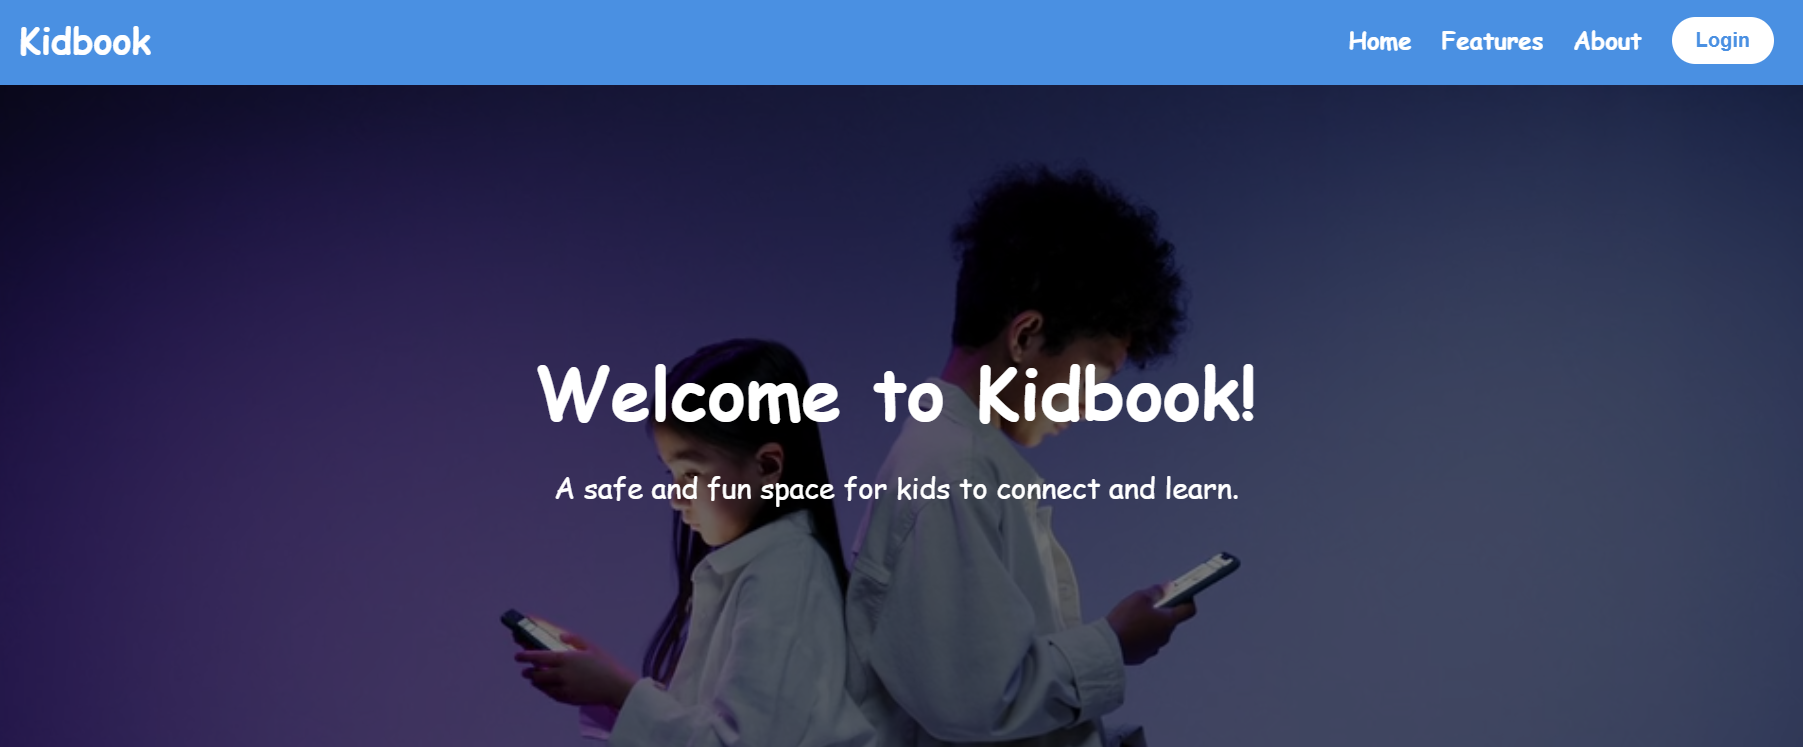 Kidbook
Home Features About Login
Welcome to Kidbook!
A safe and fun space for kids to connect and learn.